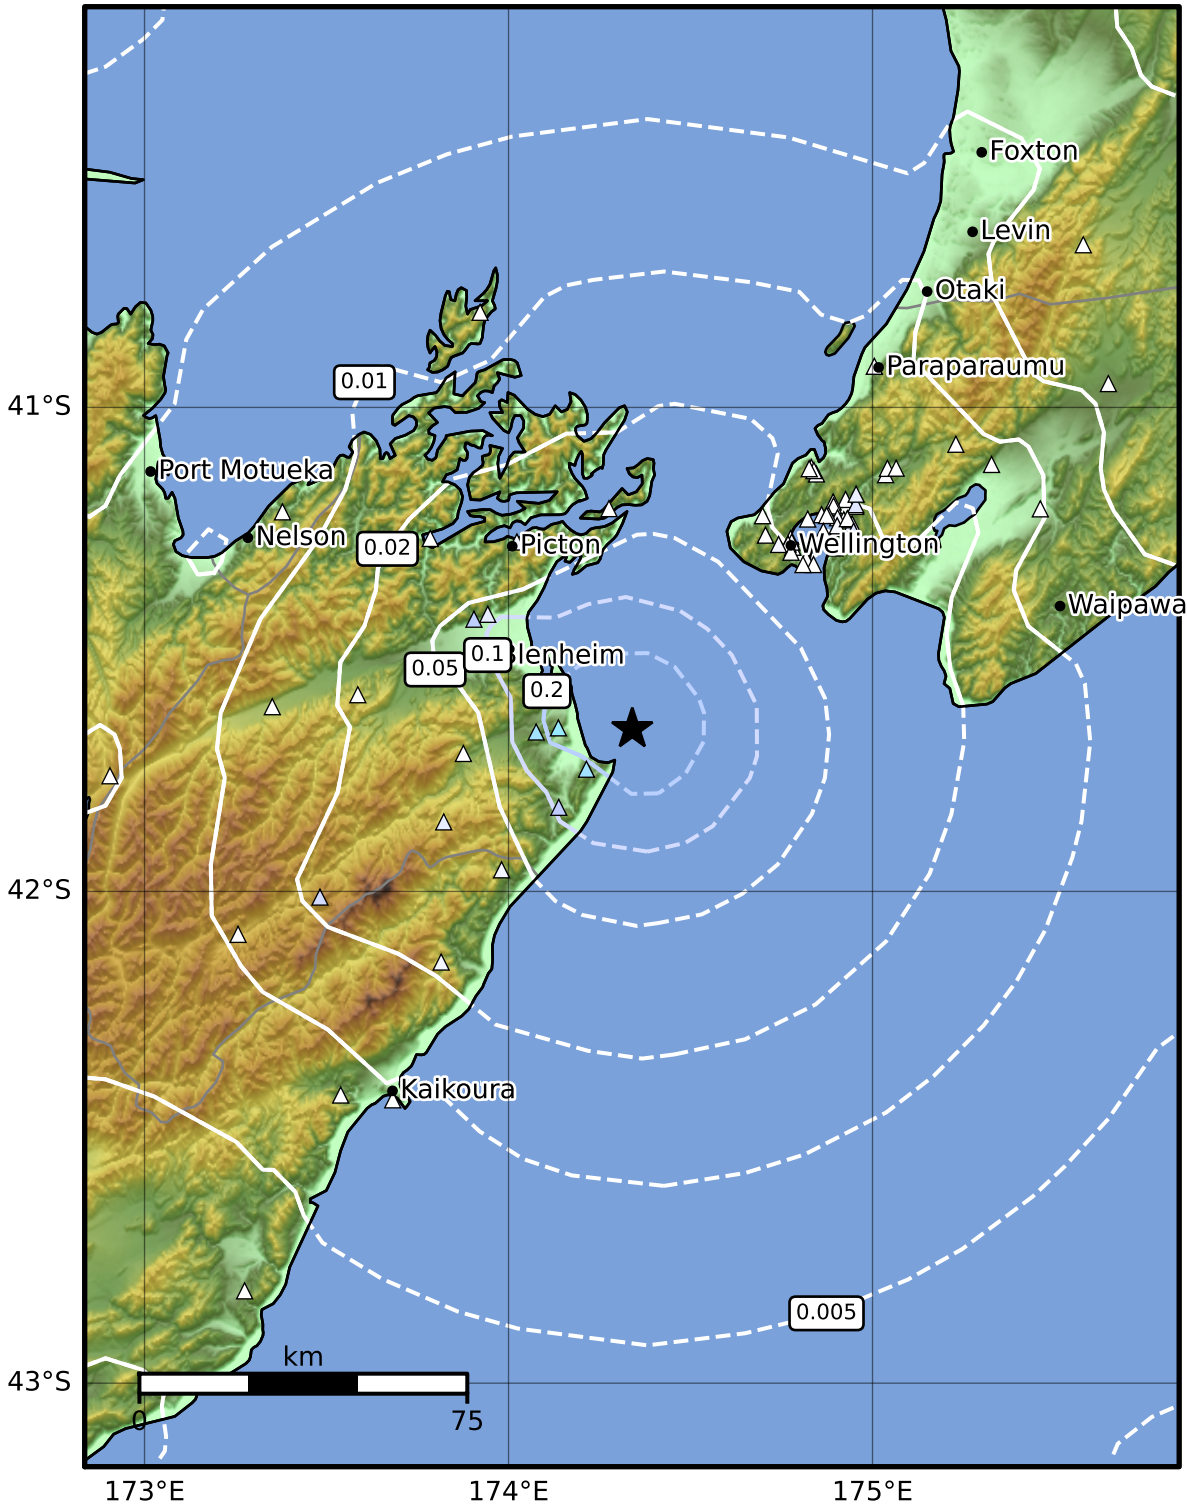 Foxton
Levin
Otaki
Paraparaumu
0.01
41°S
Port Motueka
Nelson
0.02
Picton
Wellington
Waipawa
0.05
0.1
Blenheim
0.2
42°S
Kaikoura
0.005
km
43°S
0
75
173°E
174°E
175°E